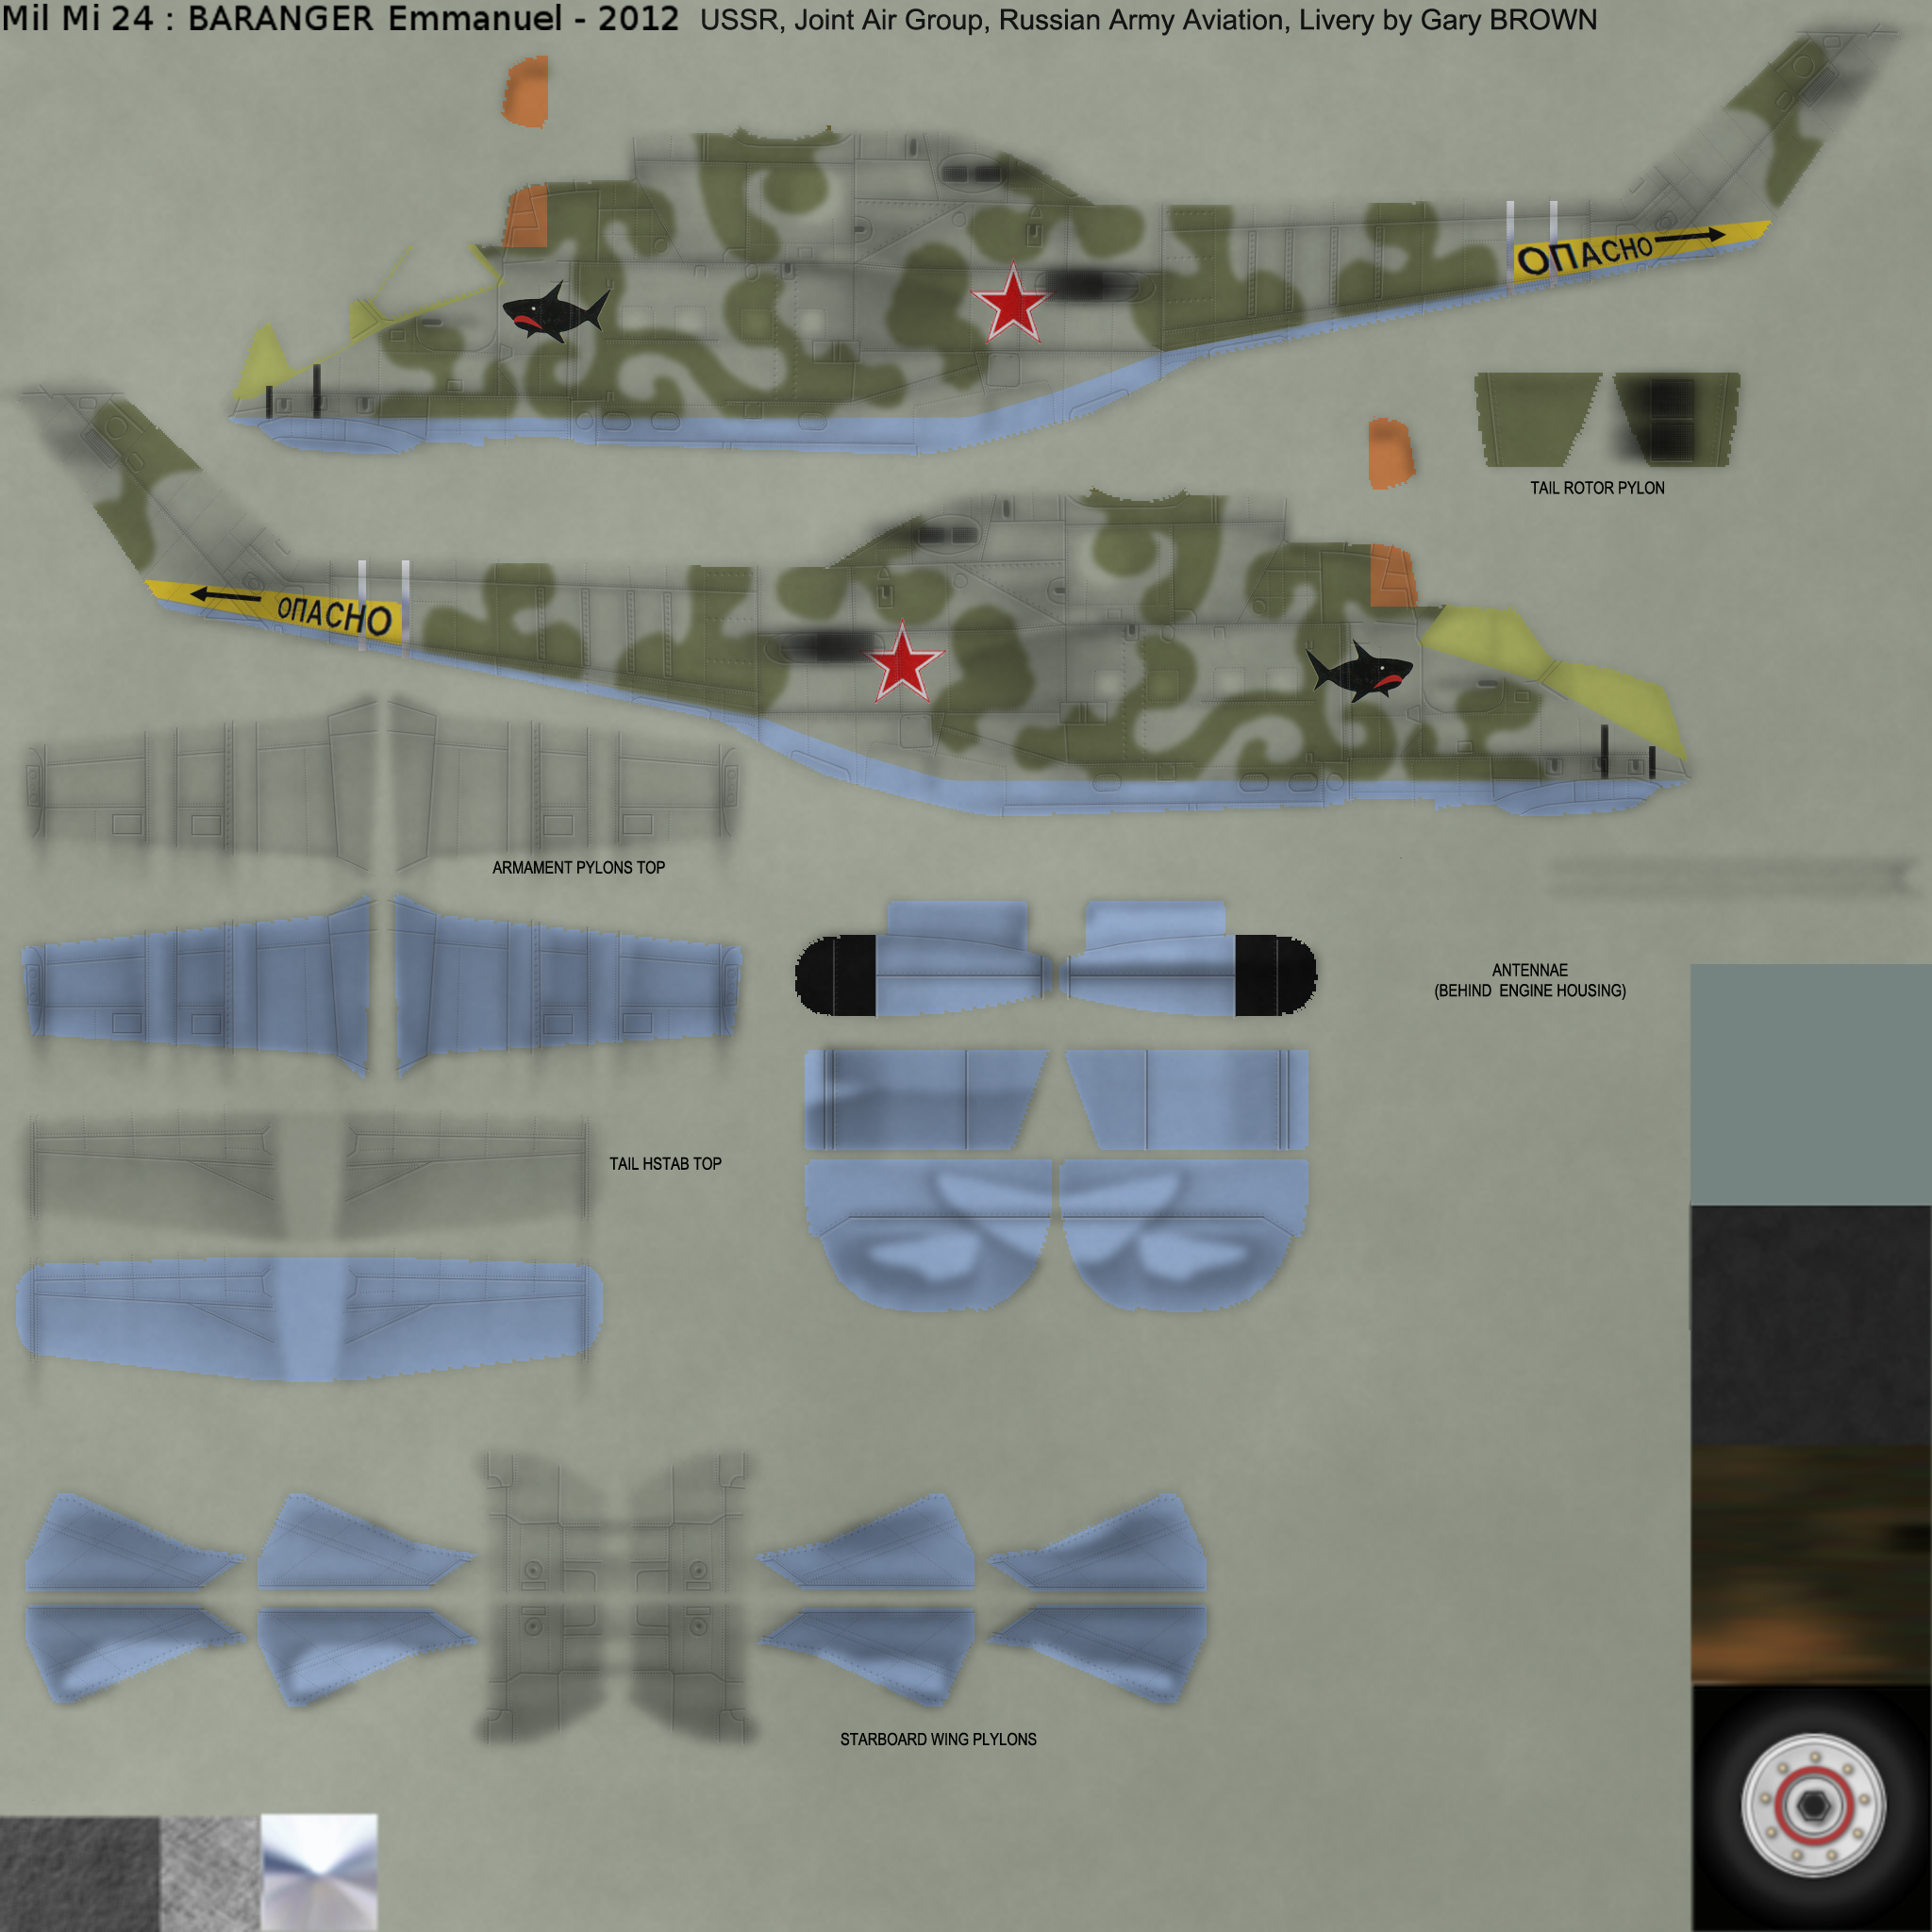 Mil Mi 24 : BARANGER Emmanuel - 2012 USSR, Joint Air Group, Russian Army Aviation, Livery by Gary BROWN
ОПАСНО
TAIL ROTOR PYLON
ОПАСНО
ARMAMENT PYLONS TOP
ANTENNAE
(BEHIND ENGINE HOUSING)
TAIL HSTAB TOP
STARBOARD WING PLYLONS